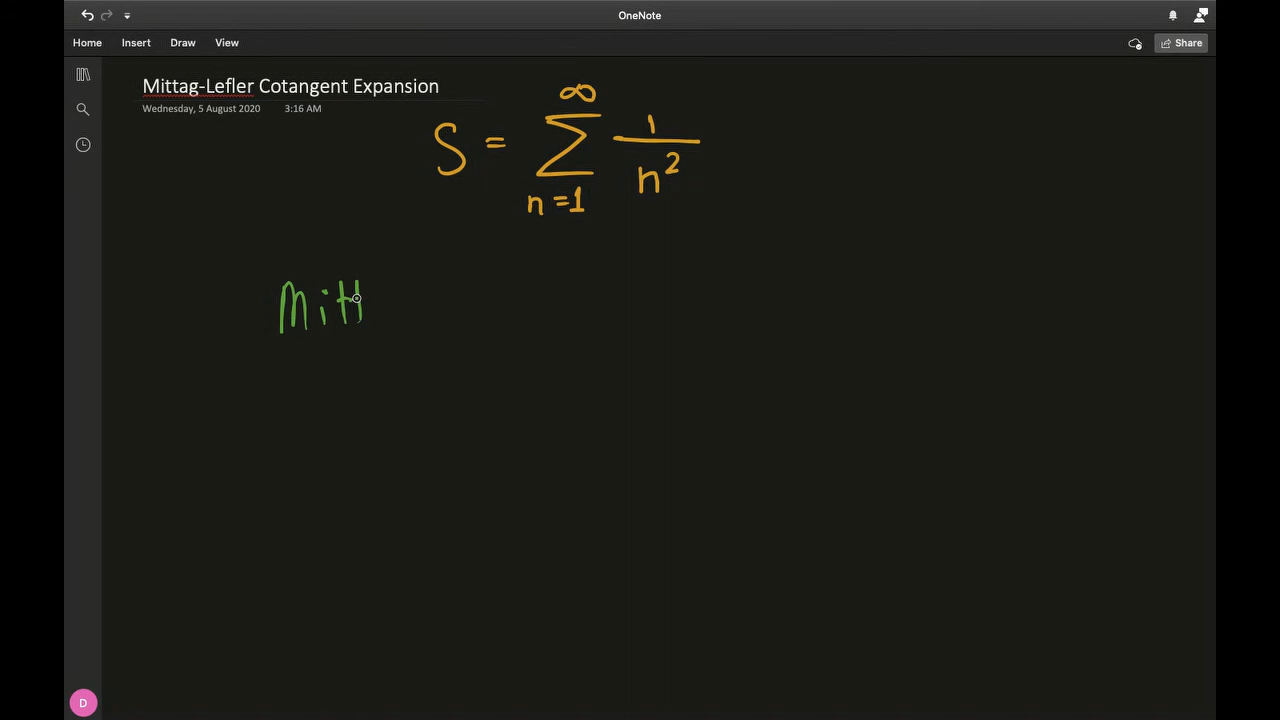 OneNote
Home Insert Draw View Share
Mittag-Lefler Cotangent Expansion
Wednesday, 5 August 2020 3:16 AM
S = ∑_{n=1}^{∞} 1/n²
Mitt
D